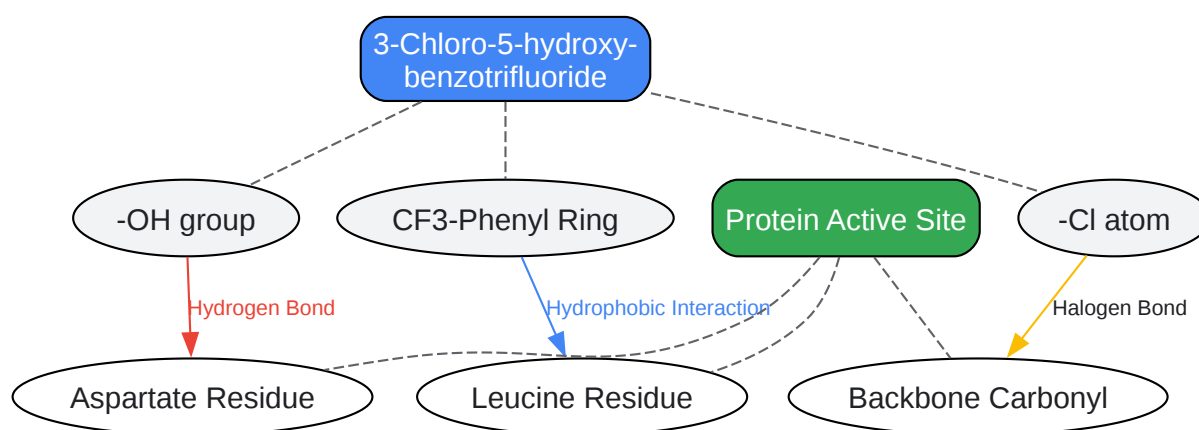 3-Chloro-5-hydroxy-
benzotrifluoride
-OH group
CF3-Phenyl Ring
Protein Active Site
-Cl atom
Hydrogen Bond
Hydrophobic Interaction
Halogen Bond
Aspartate Residue
Leucine Residue
Backbone Carbonyl